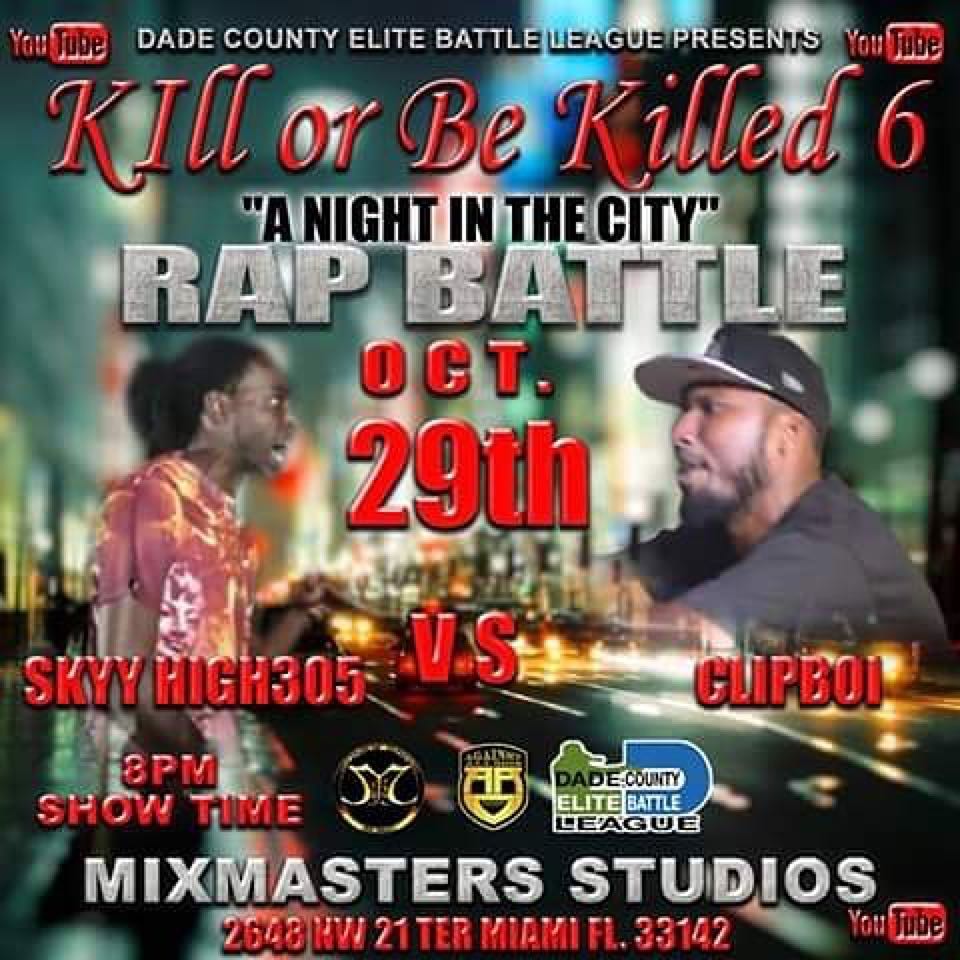 YouTube DADE COUNTY ELITE BATTLE LEAGUE PRESENTS YouTube
KIll or Be Killed 6
"A NIGHT IN THE CITY"
RAP BATTLE
OCT.
29th
VS
SKYY HIGH305
CLIPBOI
8PM
SHOW TIME
AGAINST
DADE-COUNTY
ELITE BATTLE
LEAGUE
MIXMASTERS STUDIOS
YouTube
2648 NW 21 TER MIAMI FL. 33142